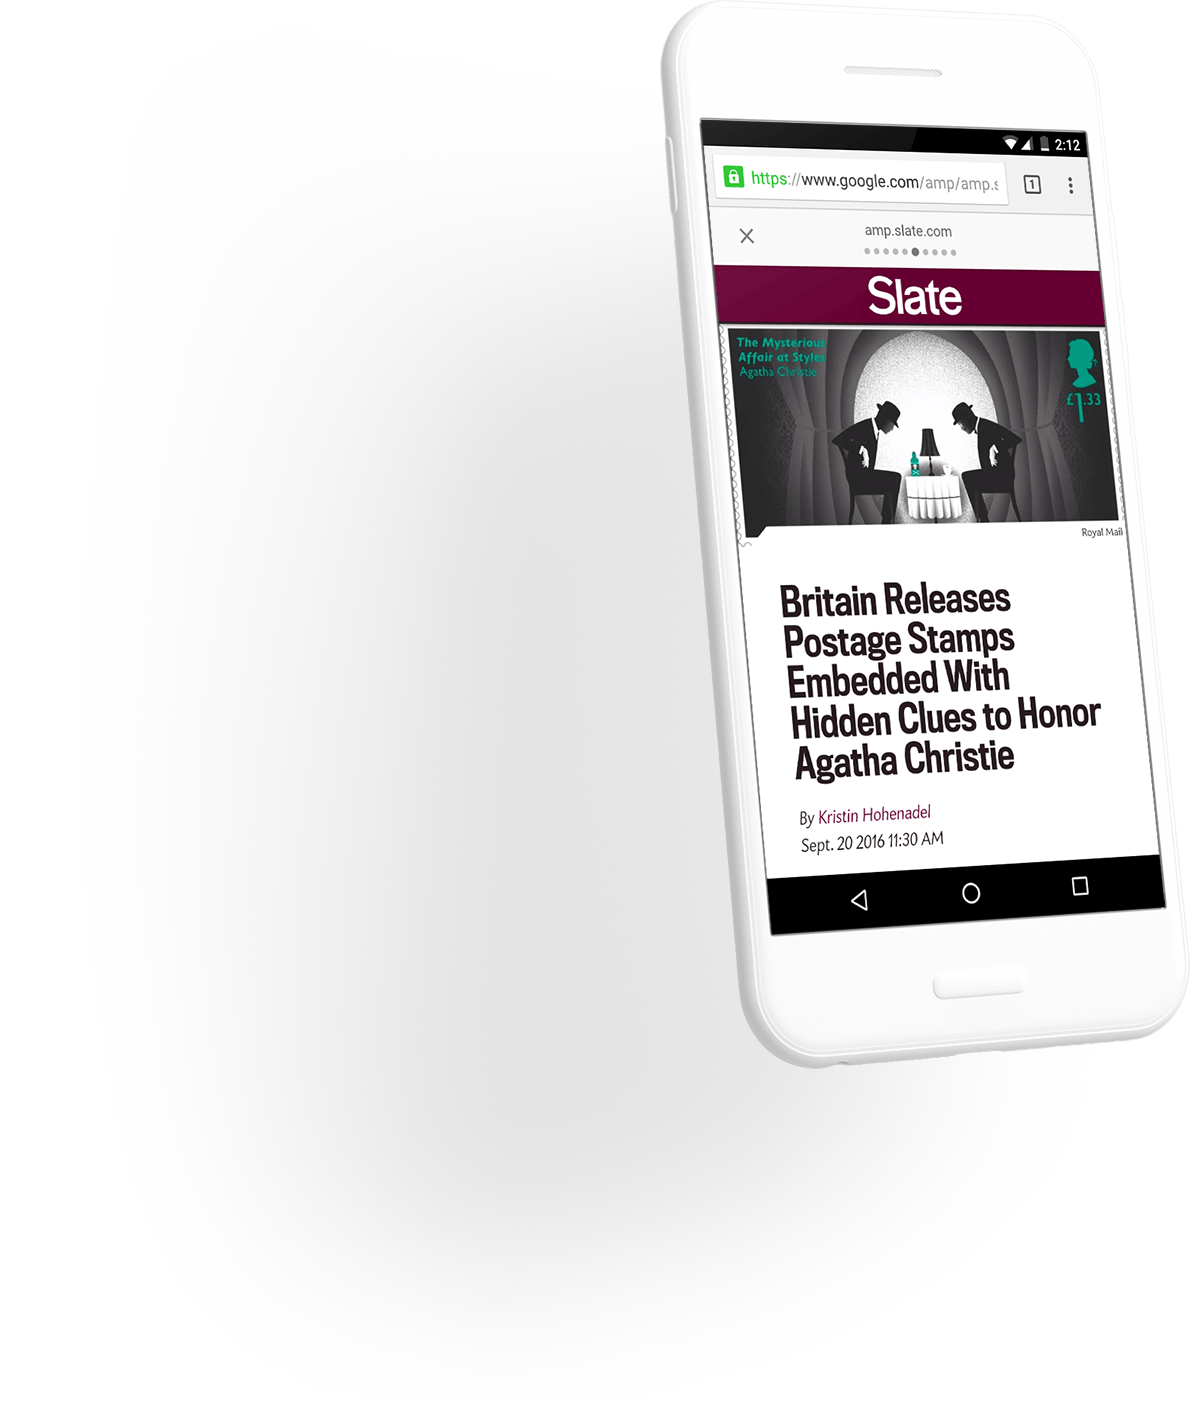 2:12
https://www.google.com/amp/amp.s
1
amp.slate.com
Slate
The Mysterious
Affair at Styles
Agatha Christie
£1.33
Royal Mail
Britain Releases
Postage Stamps
Embedded With
Hidden Clues to Honor
Agatha Christie
By Kristin Hohenadel
Sept. 20 2016 11:30 AM